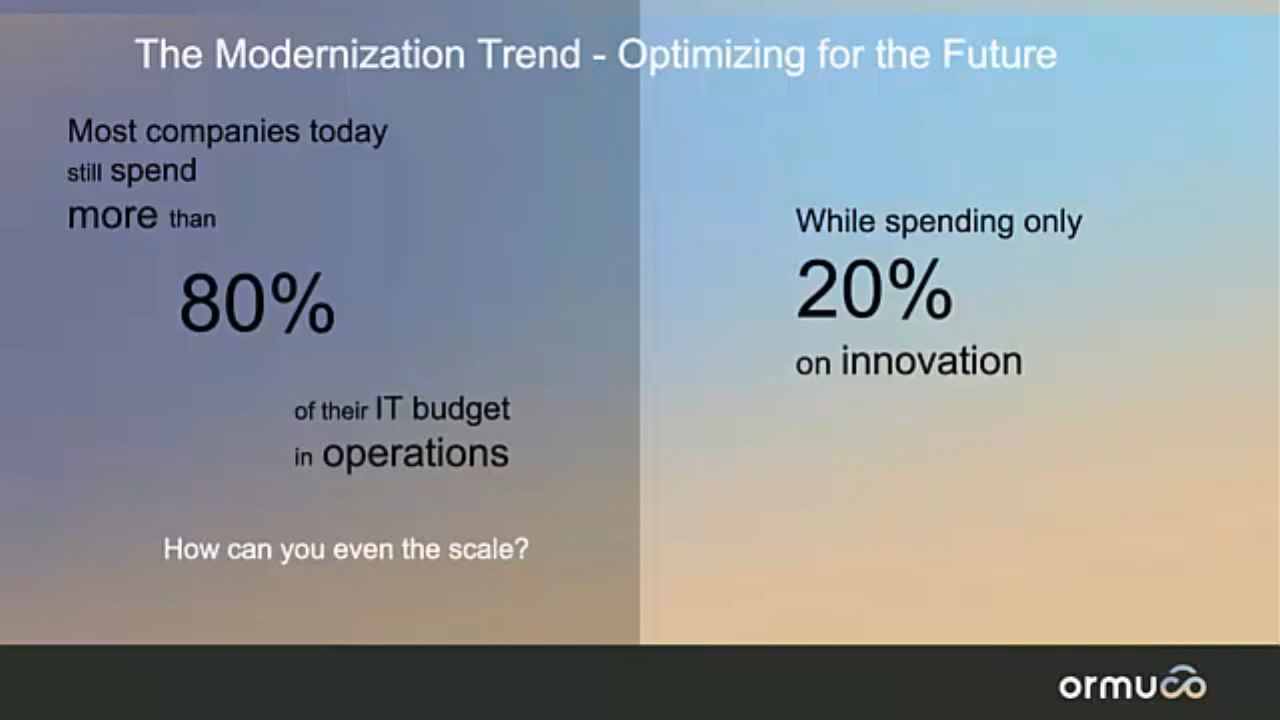 The Modernization Trend - Optimizing for the Future
Most companies today
still spend
more than
80%
of their IT budget
in operations
How can you even the scale?
While spending only
20%
on innovation
ormuco